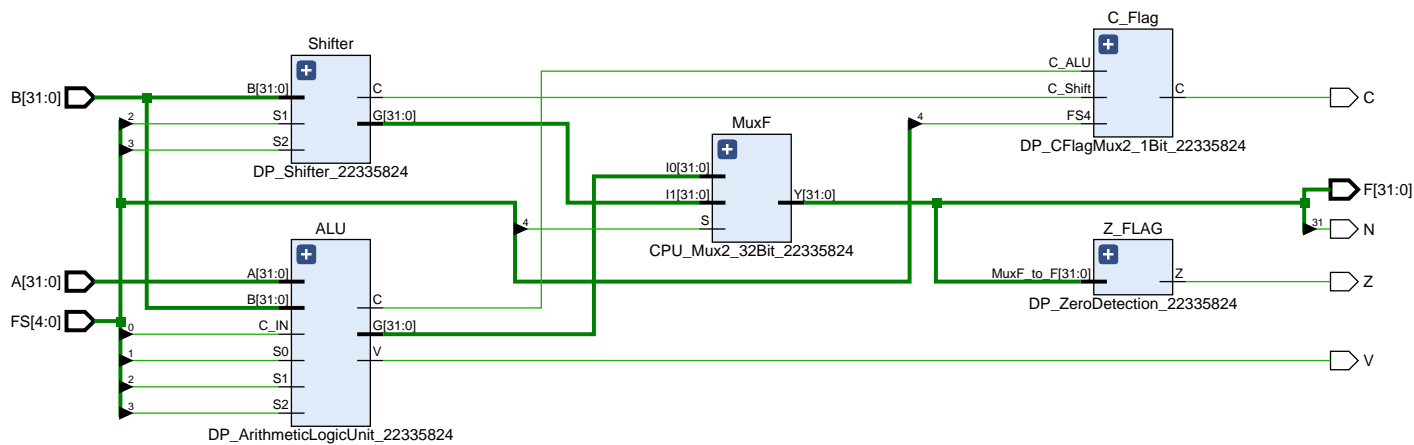 C_Flag
Shifter
C_ALU
B[31:0]
B[31:0]
C
C_Shift
C
C
2
S1
G[31:0]
MuxF
4
FS4
3
S2
DP_CFlagMux2_1Bit_22335824
DP_Shifter_22335824
I0[31:0]
I1[31:0]
Y[31:0]
F[31:0]
4
S
31
N
ALU
CPU_Mux2_32Bit_22335824
Z_FLAG
A[31:0]
A[31:0]
MuxF_to_F[31:0]
Z
Z
B[31:0]
C
DP_ZeroDetection_22335824
FS[4:0]
0
C_IN
G[31:0]
1
S0
V
V
2
S1
3
S2
DP_ArithmeticLogicUnit_22335824